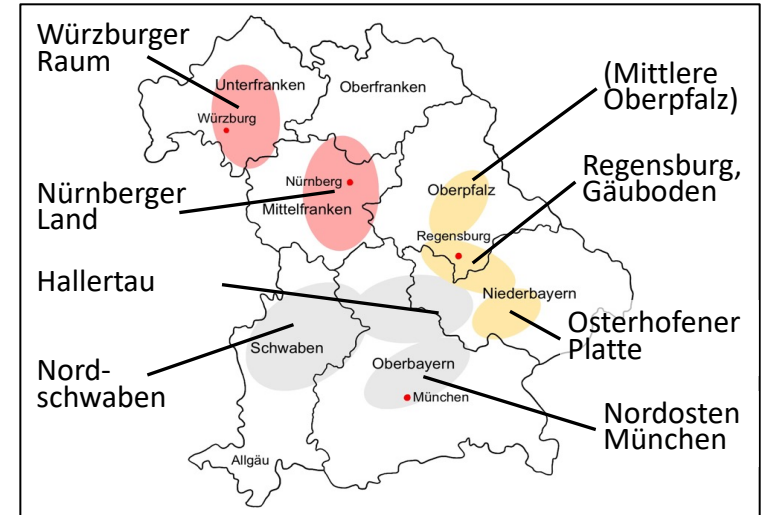 Würzburger
Raum
Unterfranken
Oberfranken
(Mittlere
Oberpfalz)
Würzburg
Regensburg,
Gäuboden
Nürnberg
Nürnberger
Land
Mittelfranken
Oberpfalz
Regensburg
Hallertau
Niederbayern
Osterhofener
Platte
Schwaben
Oberbayern
Nord-
schwaben
München
Nordosten
München
Allgäu